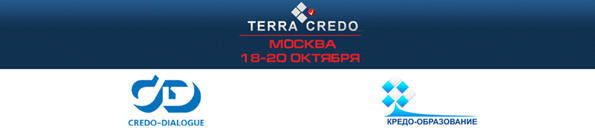 TERRA CREDO
МОСКВА
18-20 ОКТЯБРЯ
CREDO-DIALOGUE
КРЕДО-ОБРАЗОВАНИЕ